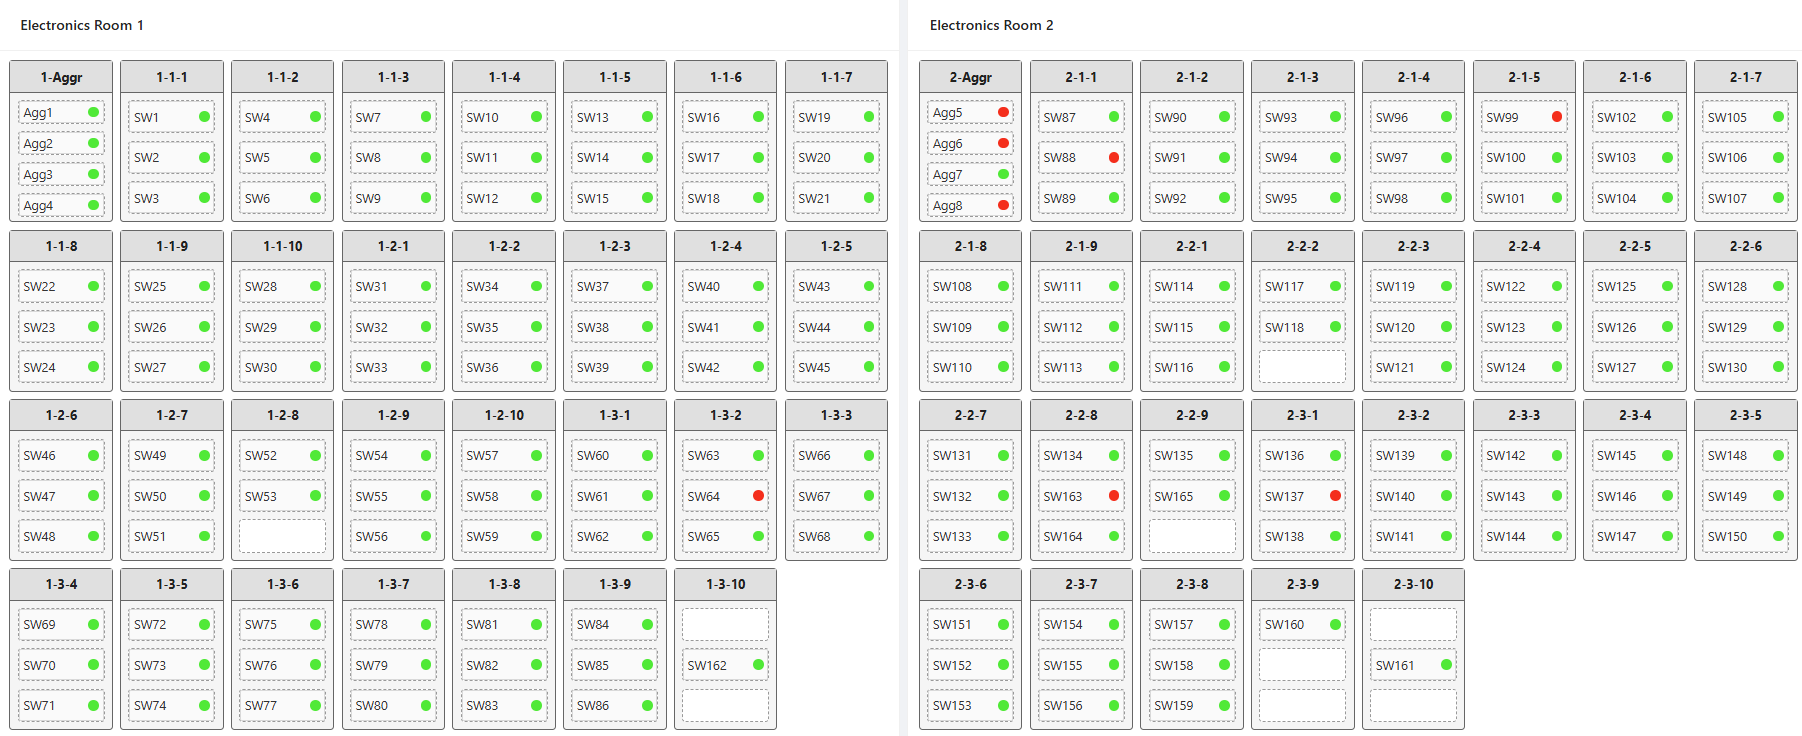 Electronics Room 1
1-Aggr 1-1-1 1-1-2 1-1-3 1-1-4 1-1-5 1-1-6 1-1-7
Agg1
Agg2
Agg3
Agg4
SW1 SW4 SW7 SW10 SW13 SW16 SW19
SW2 SW5 SW8 SW11 SW14 SW17 SW20
SW3 SW6 SW9 SW12 SW15 SW18 SW21
1-1-8 1-1-9 1-1-10 1-2-1 1-2-2 1-2-3 1-2-4 1-2-5
SW22 SW25 SW28 SW31 SW34 SW37 SW40 SW43
SW23 SW26 SW29 SW32 SW35 SW38 SW41 SW44
SW24 SW27 SW30 SW33 SW36 SW39 SW42 SW45
1-2-6 1-2-7 1-2-8 1-2-9 1-2-10 1-3-1 1-3-2 1-3-3
SW46 SW49 SW52 SW54 SW57 SW60 SW63 SW66
SW47 SW50 SW53 SW55 SW58 SW61 SW64 SW67
SW48 SW51 SW56 SW59 SW62 SW65 SW68
1-3-4 1-3-5 1-3-6 1-3-7 1-3-8 1-3-9 1-3-10
SW69 SW72 SW75 SW78 SW81 SW84
SW70 SW73 SW76 SW79 SW82 SW85 SW162
SW71 SW74 SW77 SW80 SW83 SW86
Electronics Room 2
2-Aggr 2-1-1 2-1-2 2-1-3 2-1-4 2-1-5 2-1-6 2-1-7
Agg5
Agg6
Agg7
Agg8
SW87 SW90 SW93 SW96 SW99 SW102 SW105
SW88 SW91 SW94 SW97 SW100 SW103 SW106
SW89 SW92 SW95 SW98 SW101 SW104 SW107
2-1-8 2-1-9 2-2-1 2-2-2 2-2-3 2-2-4 2-2-5 2-2-6
SW108 SW111 SW114 SW117 SW119 SW122 SW125 SW128
SW109 SW112 SW115 SW118 SW120 SW123 SW126 SW129
SW110 SW113 SW116 SW121 SW124 SW127 SW130
2-2-7 2-2-8 2-2-9 2-3-1 2-3-2 2-3-3 2-3-4 2-3-5
SW131 SW134 SW135 SW136 SW139 SW142 SW145 SW148
SW132 SW163 SW165 SW137 SW140 SW143 SW146 SW149
SW133 SW164 SW138 SW141 SW144 SW147 SW150
2-3-6 2-3-7 2-3-8 2-3-9 2-3-10
SW151 SW154 SW157 SW160
SW152 SW155 SW158 SW161
SW153 SW156 SW159